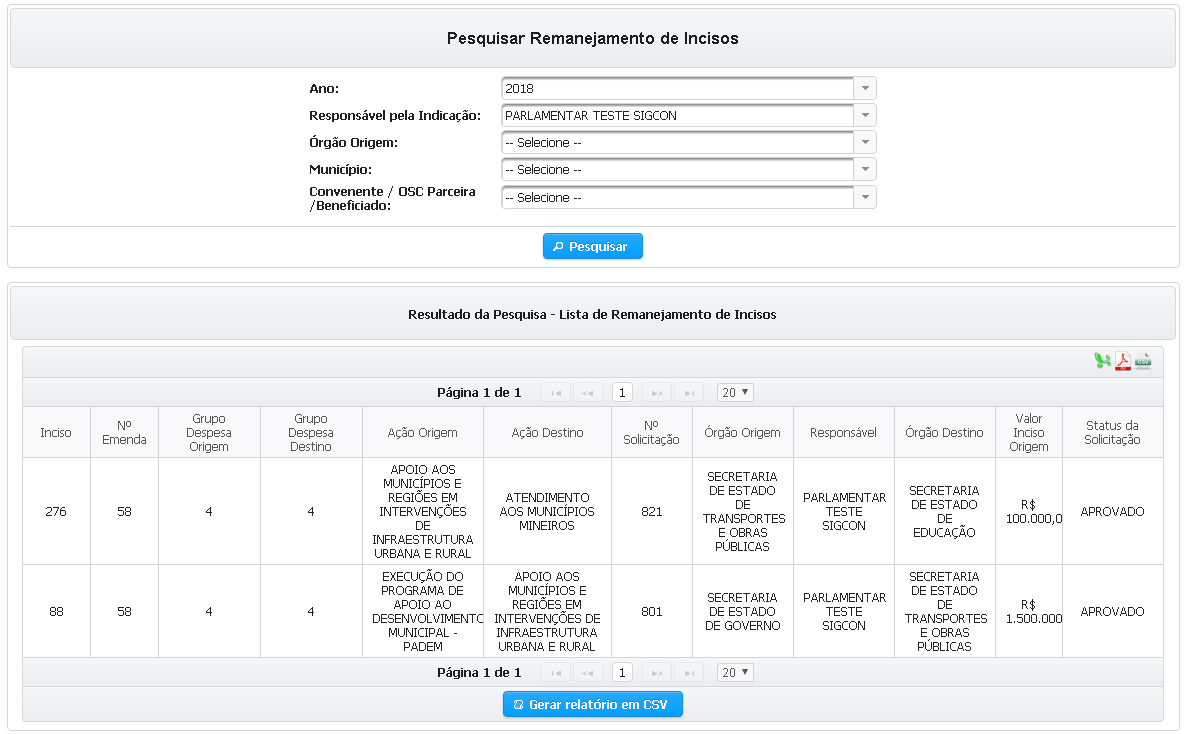 Pesquisar Remanejamento de Incisos
Ano:
2018
Responsável pela Indicação:
PARLAMENTAR TESTE SIGCON
Órgão Origem:
-- Selecione --
Município:
-- Selecione --
Convenente / OSC Parceira
/Beneficiado:
-- Selecione --
Pesquisar
Resultado da Pesquisa - Lista de Remanejamento de Incisos
Página 1 de 1
1
20
Inciso
Nº
Emenda
Grupo
Despesa
Origem
Grupo
Despesa
Destino
Ação Origem
Ação Destino
Nº
Solicitação
Órgão Origem
Responsável
Órgão Destino
Valor
Inciso
Origem
Status da
Solicitação
276
58
4
4
APOIO AOS
MUNICÍPIOS E
REGIÕES EM
INTERVENÇÕES
DE
INFRAESTRUTURA
URBANA E RURAL
ATENDIMENTO
AOS MUNICÍPIOS
MINEIROS
821
SECRETARIA
DE ESTADO
DE
TRANSPORTES
E OBRAS
PÚBLICAS
PARLAMENTAR
TESTE
SIGCON
SECRETARIA
DE ESTADO
DE
EDUCAÇÃO
R$
100.000,0
APROVADO
88
58
4
4
EXECUÇÃO DO
PROGRAMA DE
APOIO AO
DESENVOLVIMENTO
MUNICIPAL -
PADEM
APOIO AOS
MUNICÍPIOS E
REGIÕES EM
INTERVENÇÕES DE
INFRAESTRUTURA
URBANA E RURAL
801
SECRETARIA
DE ESTADO
DE GOVERNO
PARLAMENTAR
TESTE
SIGCON
SECRETARIA
DE ESTADO
DE
TRANSPORTES
E OBRAS
PÚBLICAS
R$
1.500.000
APROVADO
Página 1 de 1
1
20
Gerar relatório em CSV